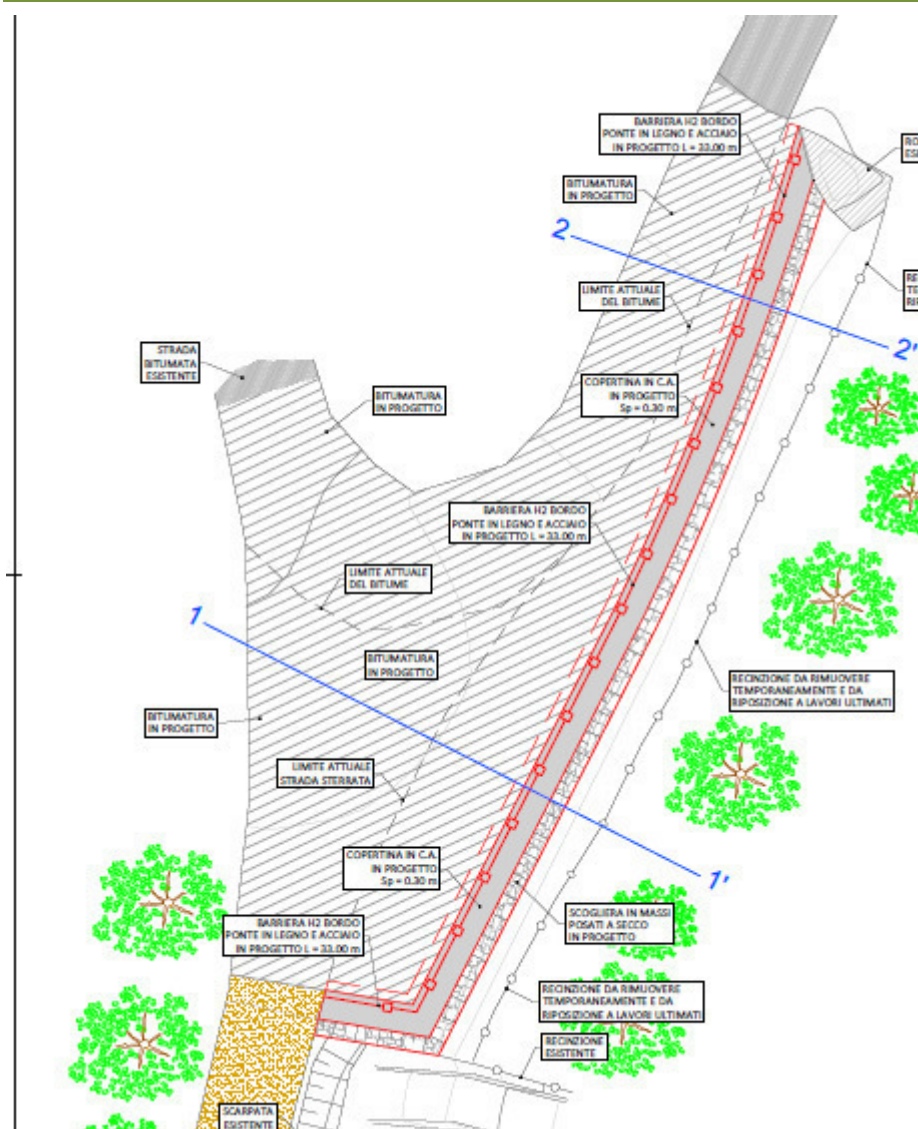 BARRIERA H2 BORDO
PONTE IN LEGNO E ACCIAIO
IN PROGETTO L = 33.00 m
BITUMATURA
IN PROGETTO
2
LIMITE ATTUALE
DEL BITUME
2'
STRADA
BITUMATA
ESISTENTE
BITUMATURA
IN PROGETTO
COPERTINA IN C.A.
IN PROGETTO
Sp = 0.30 m
BARRIERA H2 BORDO
PONTE IN LEGNO E ACCIAIO
IN PROGETTO L = 33.00 m
LIMITE ATTUALE
DEL BITUME
1
BITUMATURA
IN PROGETTO
RECINZIONE DA RIMUOVERE
TEMPORANEAMENTE E DA
RIPOSIZIONE A LAVORI ULTIMATI
BITUMATURA
IN PROGETTO
LIMITE ATTUALE
STRADA STERRATA
COPERTINA IN C.A.
IN PROGETTO
Sp = 0.30 m
1'
SCOGLIERA IN MASSI
POSATI A SECCO
IN PROGETTO
BARRIERA H2 BORDO
PONTE IN LEGNO E ACCIAIO
IN PROGETTO L = 33.00 m
RECINZIONE DA RIMUOVERE
TEMPORANEAMENTE E DA
RIPOSIZIONE A LAVORI ULTIMATI
RECINZIONE
ESISTENTE
SCARPATA
ESISTENTE